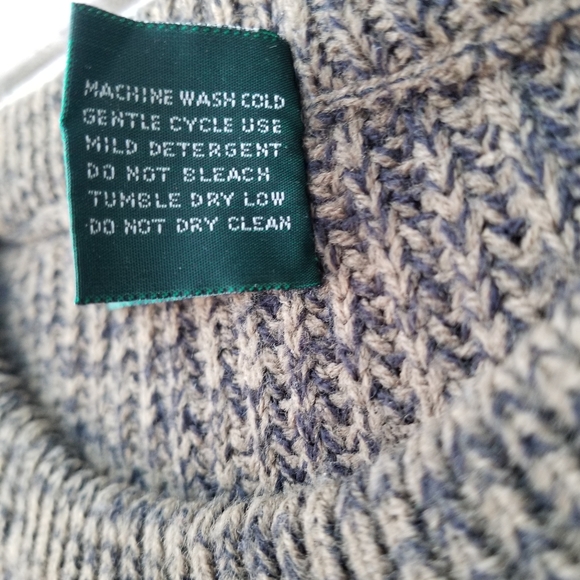 MACHINE WASH COLD
GENTLE CYCLE USE
MILD DETERGENT
DO NOT BLEACH
TUMBLE DRY LOW
DO NOT DRY CLEAN